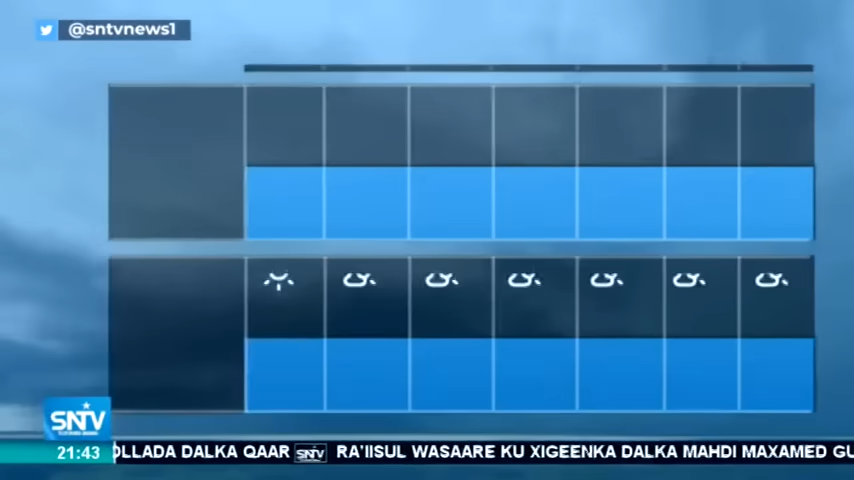 @sntvnews1
SNTV
21:43
OLLADA DALKA QAAR SNTV RA'IISUL WASAARE KU XIGEENKA DALKA MAHDI MAXAMED GU